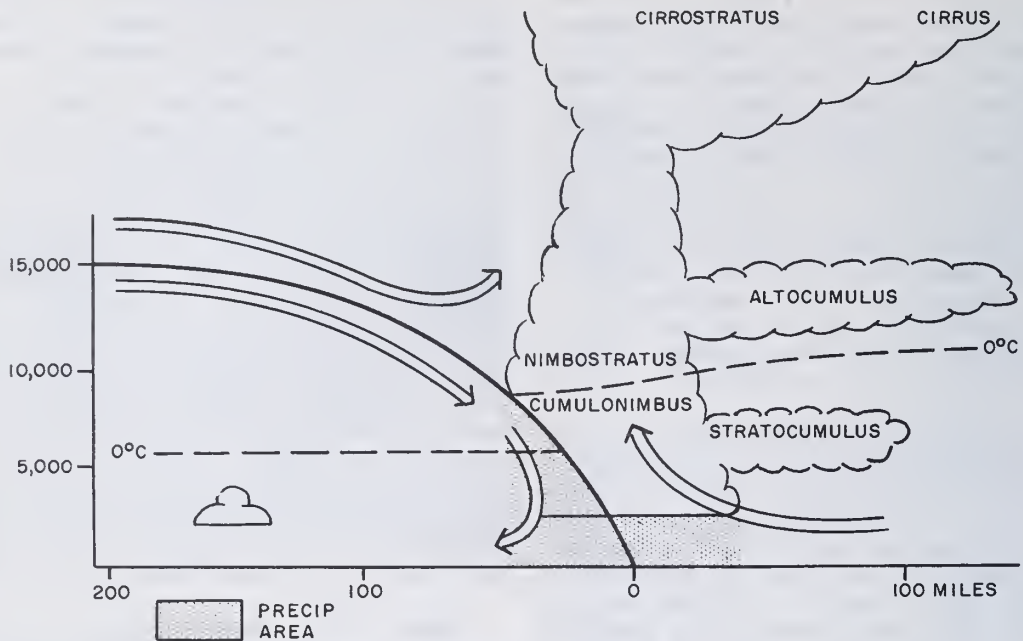 CIRROSTRATUS CIRRUS
15,000
ALTOCUMULUS
10,000
NIMBOSTRATUS
0°C
CUMULONIMBUS
STRATOCUMULUS
0°C
5,000
200 100 0 100 MILES
PRECIP
AREA